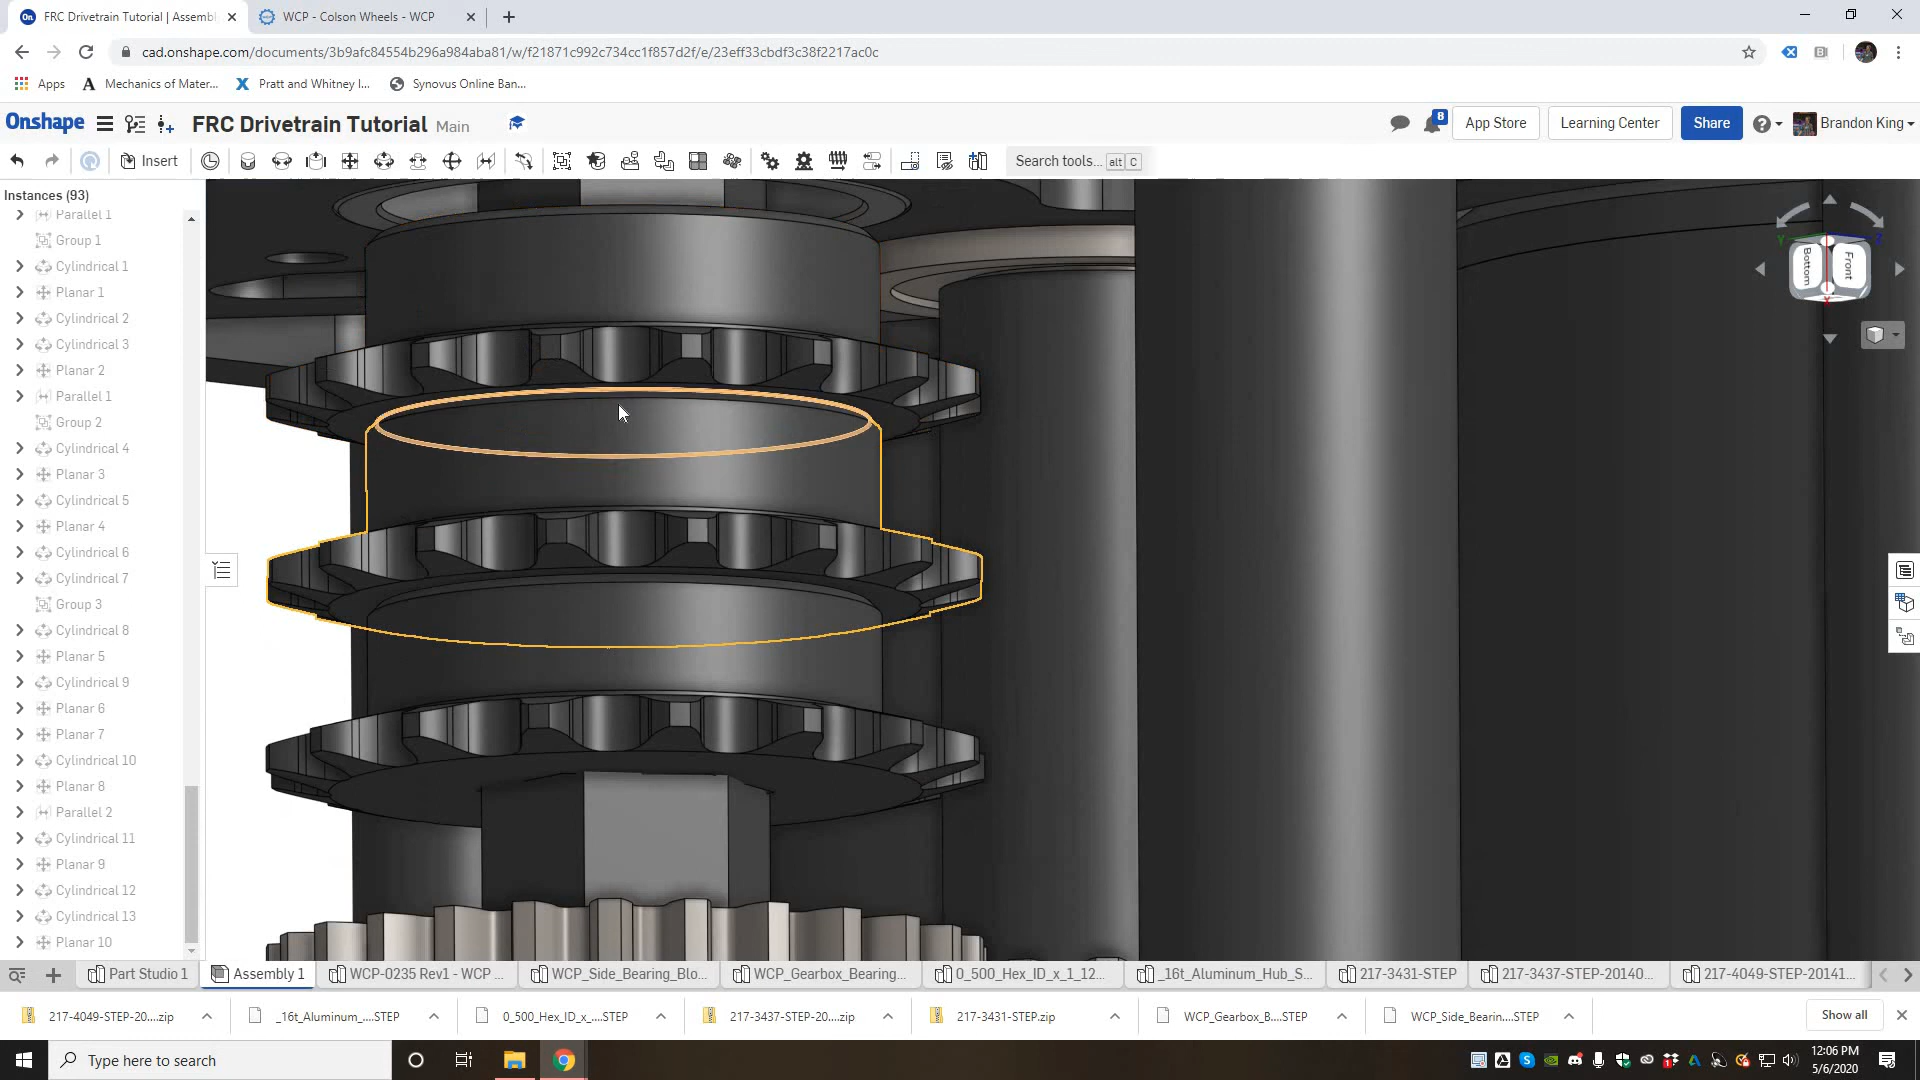 FRC Drivetrain Tutorial | Assembl
WCP - Colson Wheels - WCP
cad.onshape.com/documents/3b9afc84554b296a984aba81/w/f21871c992c734cc1f857d2f/e/23eff33cbdf3c38f2217ac0c
Apps
Mechanics of Mater...
Pratt and Whitney I...
Synovus Online Ban...
Onshape
FRC Drivetrain Tutorial Main
8
App Store
Learning Center
Share
Brandon King
Insert
Search tools... alt C
Instances (93)
Parallel 1
Group 1
Cylindrical 1
Planar 1
Cylindrical 2
Cylindrical 3
Planar 2
Parallel 1
Group 2
Cylindrical 4
Planar 3
Cylindrical 5
Planar 4
Cylindrical 6
Cylindrical 7
Group 3
Cylindrical 8
Planar 5
Cylindrical 9
Planar 6
Planar 7
Cylindrical 10
Planar 8
Parallel 2
Cylindrical 11
Planar 9
Cylindrical 12
Cylindrical 13
Planar 10
Y
Z
Bottom
Front
X
Part Studio 1
Assembly 1
WCP-0235 Rev1 - WCP ...
WCP_Side_Bearing_Blo...
WCP_Gearbox_Bearing...
0_500_Hex_ID_x_1_12...
_16t_Aluminum_Hub_S...
217-3431-STEP
217-3437-STEP-20140...
217-4049-STEP-20141...
217-4049-STEP-20....zip
_16t_Aluminum_....STEP
0_500_Hex_ID_x_....STEP
217-3437-STEP-20....zip
217-3431-STEP.zip
WCP_Gearbox_B....STEP
WCP_Side_Bearin....STEP
Show all
Type here to search
12:06 PM
5/6/2020